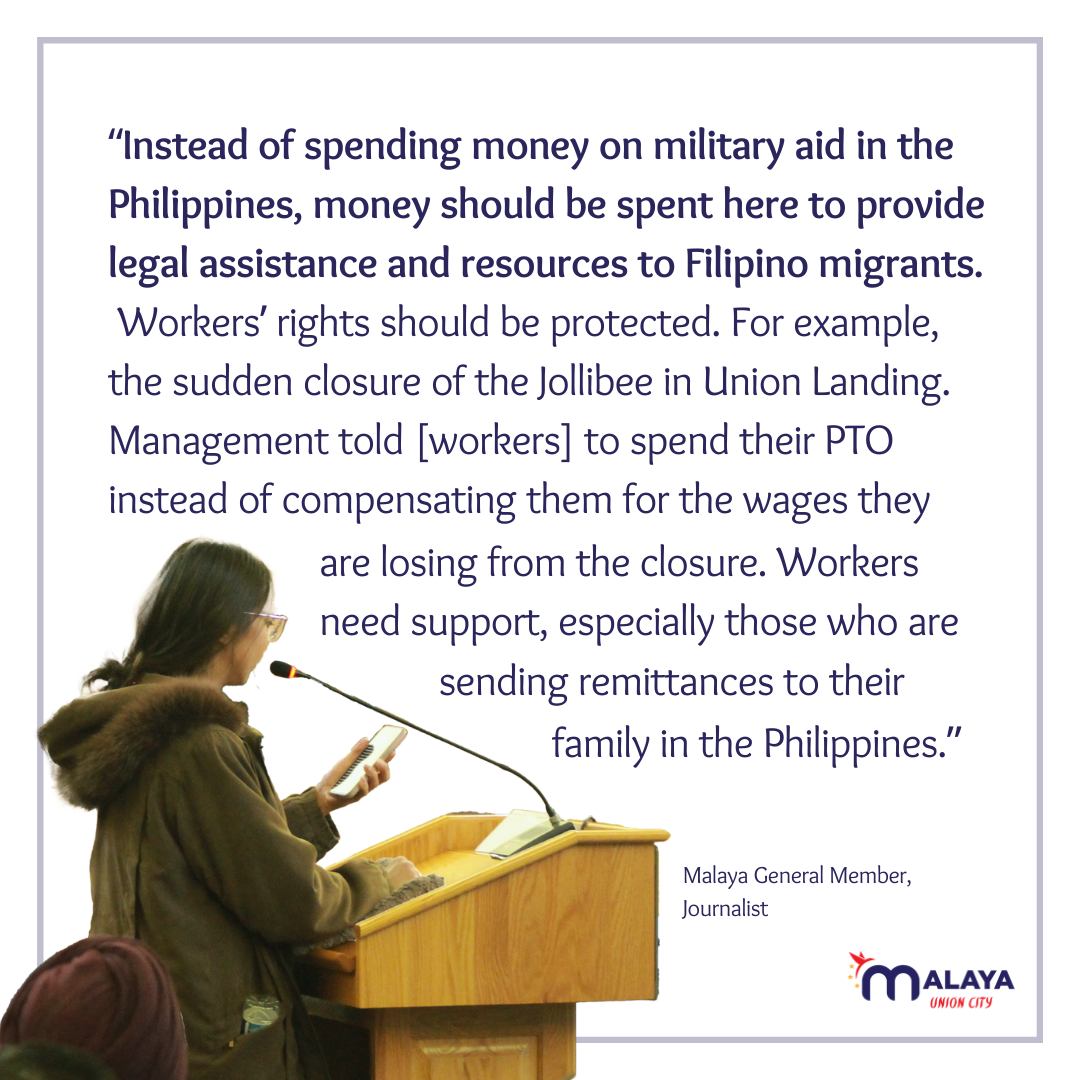 “Instead of spending money on military aid in the
Philippines, money should be spent here to provide
legal assistance and resources to Filipino migrants.
Workers’ rights should be protected. For example,
the sudden closure of the Jollibee in Union Landing.
Management told [workers] to spend their PTO
instead of compensating them for the wages they
are losing from the closure. Workers
need support, especially those who are
sending remittances to their
family in the Philippines.”
Malaya General Member,
Journalist
MALAYA
UNION CITY